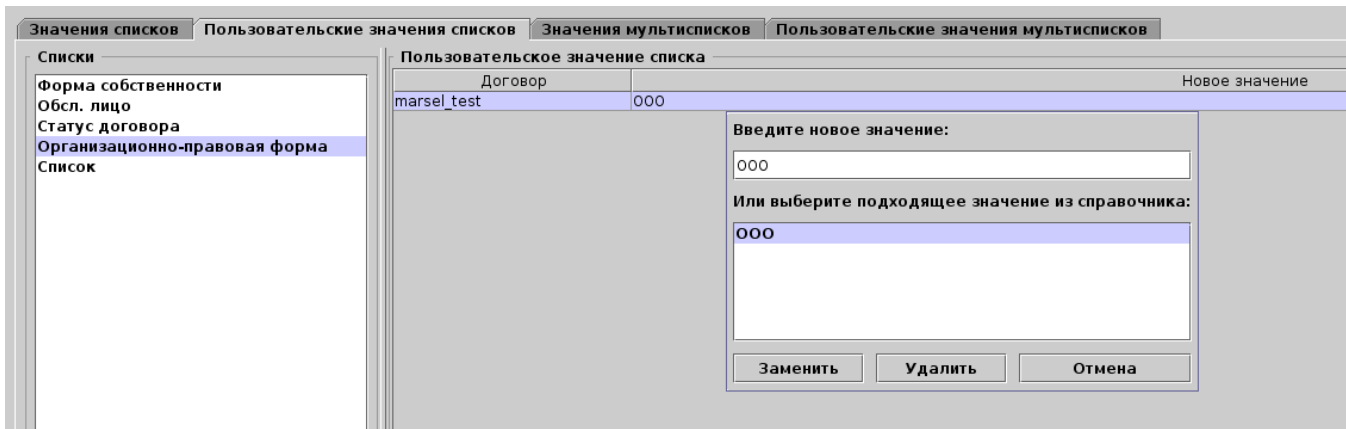 Значения списков Пользовательские значения списков Значения мультисписков Пользовательские значения мультисписков
Списки
Форма собственности
Обсл. лицо
Статус договора
Организационно-правовая форма
Список
Пользовательское значение списка
Договор Новое значение
marsel_test ООО
Введите новое значение:
ООО
Или выберите подходящее значение из справочника:
ООО
Заменить Удалить Отмена